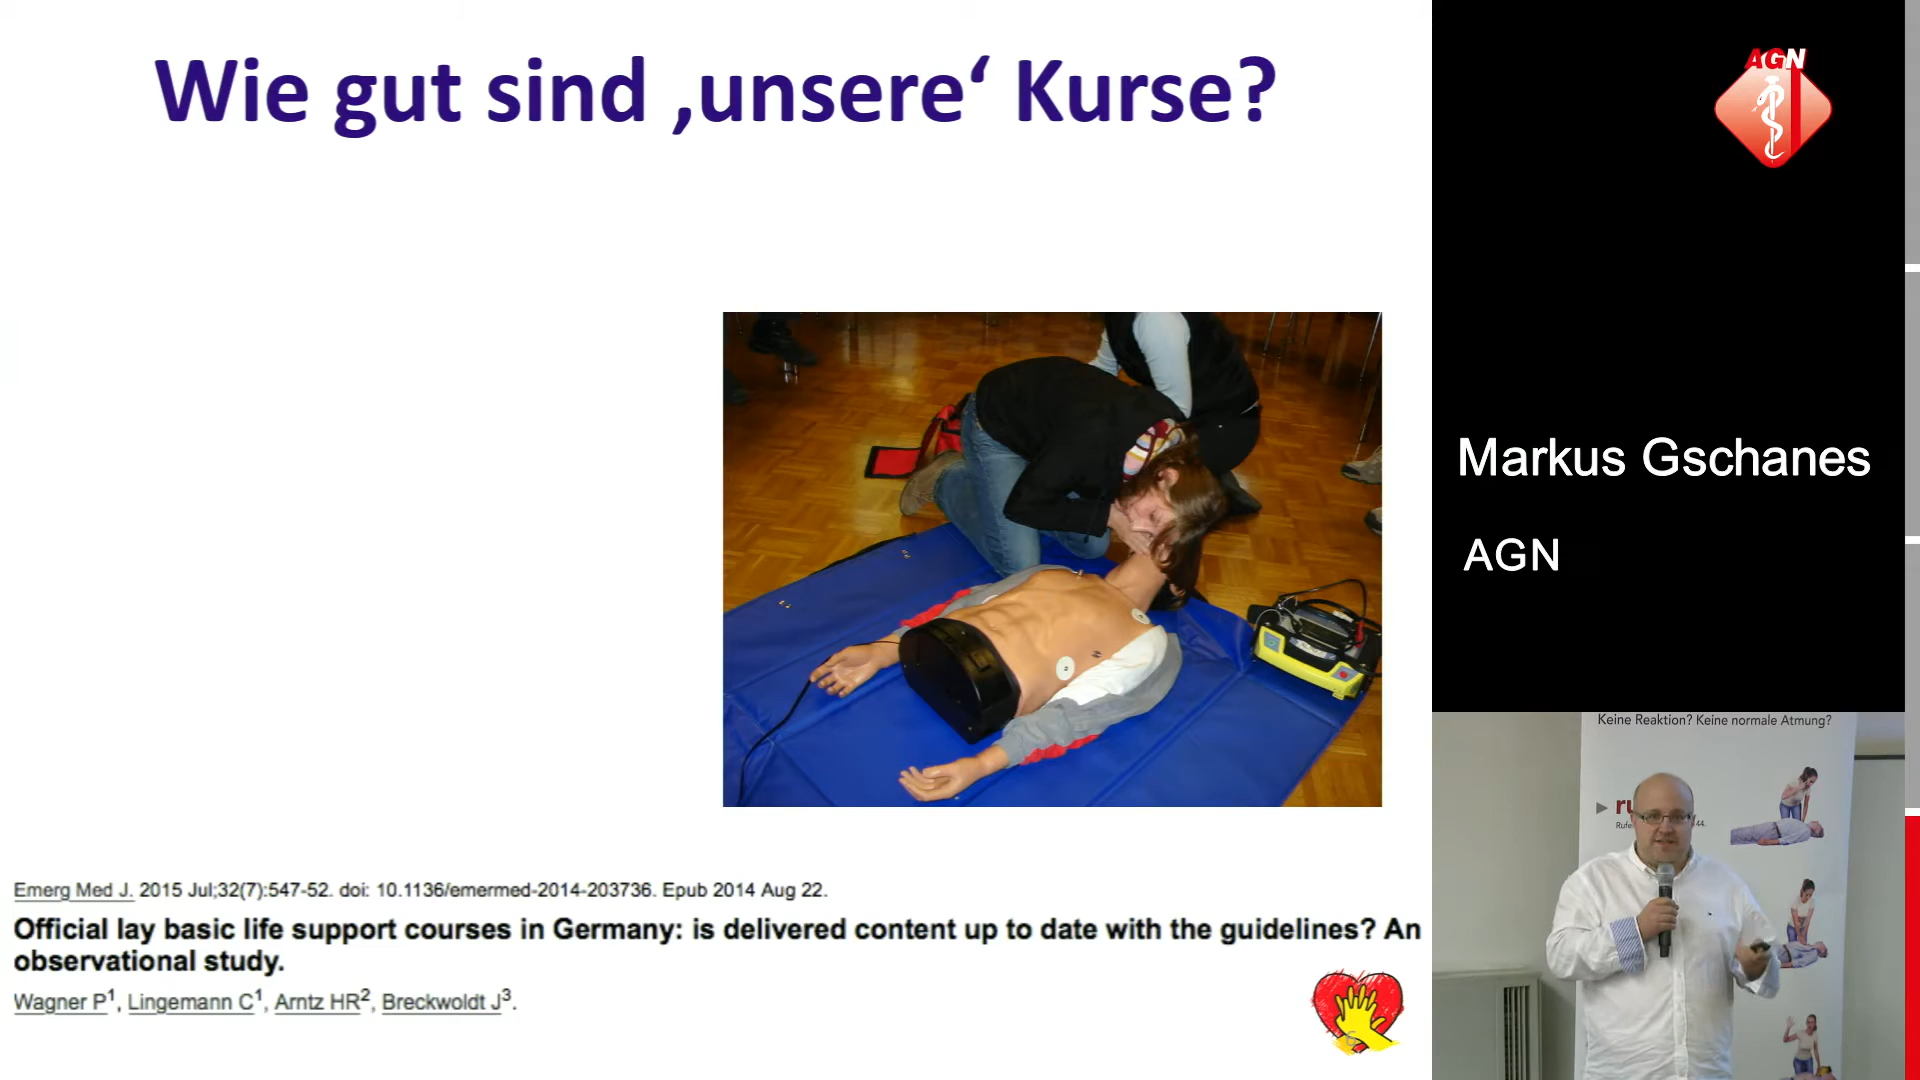 Wie gut sind ‚unsere‘ Kurse?
Emerg Med J. 2015 Jul;32(7):547-52. doi: 10.1136/emermed-2014-203736. Epub 2014 Aug 22.
Official lay basic life support courses in Germany: is delivered content up to date with the guidelines? An
observational study.
Wagner P1, Lingemann C1, Arntz HR2, Breckwoldt J3.
6
AGN
Markus Gschanes
AGN
Keine Reaktion? Keine normale Atmung?